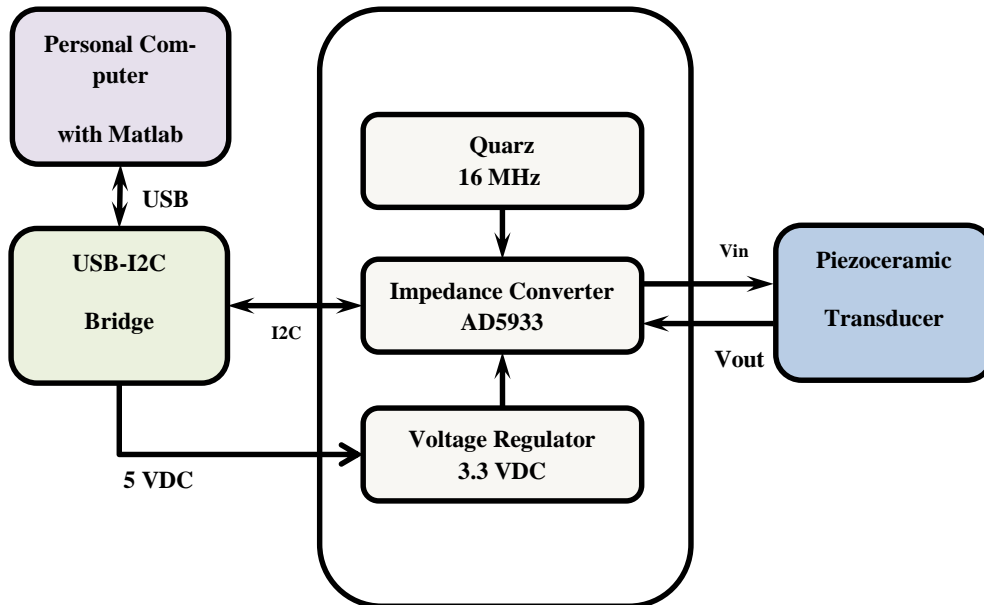 Personal Com-
puter
with Matlab
USB
USB-I2C
Bridge
I2C
5 VDC
Quarz
16 MHz
Impedance Converter
AD5933
Voltage Regulator
3.3 VDC
Vin
Vout
Piezoceramic
Transducer